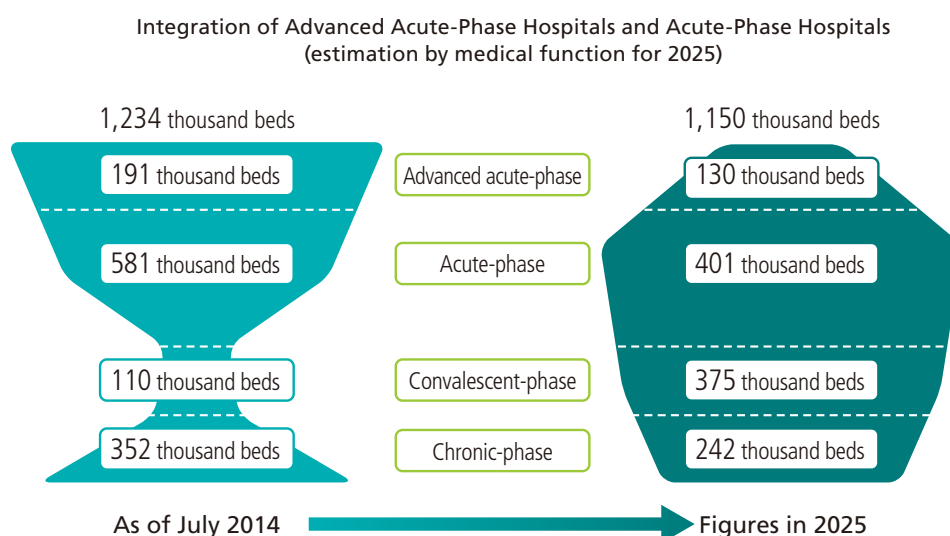 Integration of Advanced Acute-Phase Hospitals and Acute-Phase Hospitals
(estimation by medical function for 2025)
1,234 thousand beds
1,150 thousand beds
191 thousand beds
Advanced acute-phase
130 thousand beds
581 thousand beds
Acute-phase
401 thousand beds
110 thousand beds
Convalescent-phase
375 thousand beds
352 thousand beds
Chronic-phase
242 thousand beds
As of July 2014
Figures in 2025